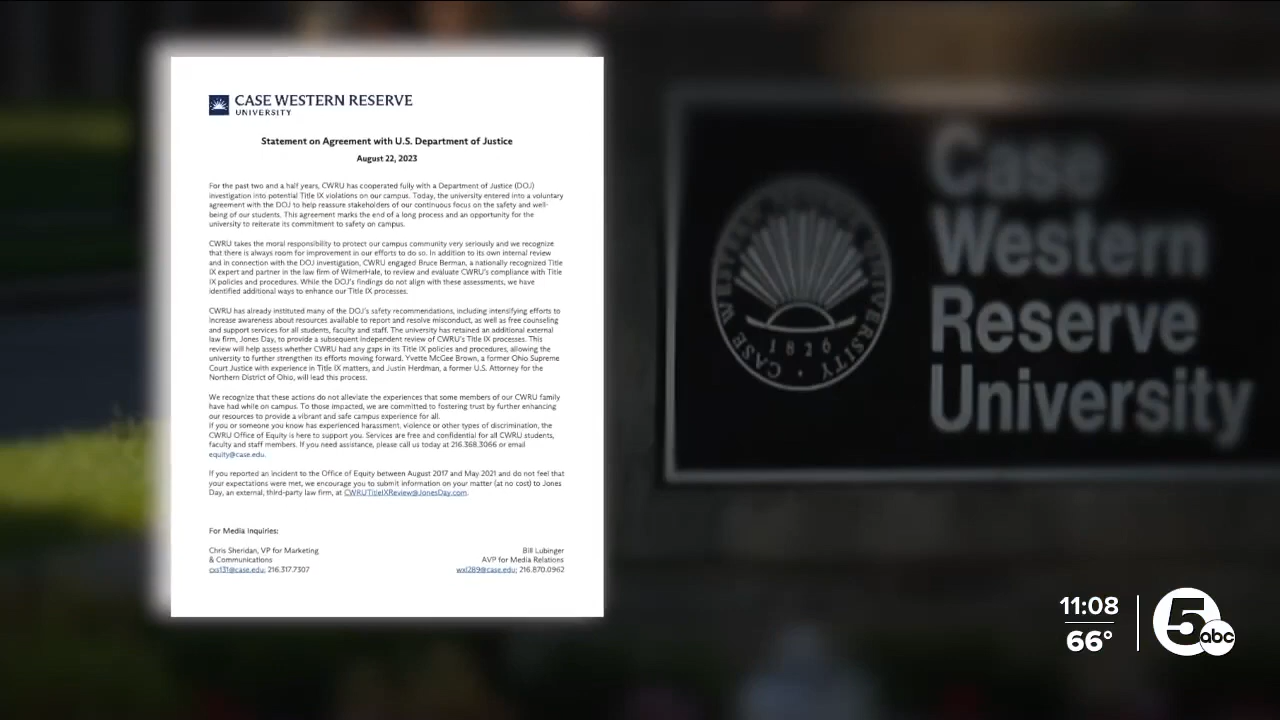 CASE WESTERN RESERVE
UNIVERSITY
Statement on Agreement with U.S. Department of Justice
August 22, 2023
For the past two and a half years, CWRU has cooperated fully with a Department of Justice (DOJ)
investigation into potential Title IX violations on our campus. Today, the university entered into a voluntary
agreement with the DOJ to help reassure stakeholders of our continuous focus on the safety and well-
being of our students. This agreement marks the end of a long process and an opportunity for the
university to reiterate its commitment to safety on campus.
CWRU takes the moral responsibility to protect our campus community very seriously and we recognize
that there is always room for improvement in our efforts to do so. In addition to its own internal review
and in connection with the DOJ investigation, CWRU engaged Bruce Berman, a nationally recognized Title
IX expert and partner in the law firm of WilmerHale, to review and evaluate CWRU's compliance with Title
IX policies and procedures. While the DOJ's findings do not align with these assessments, we have
identified additional ways to enhance our Title IX processes.
CWRU has already instituted many of the DOJ's safety recommendations, including intensifying efforts to
increase awareness about resources available to report and resolve misconduct, as well as free counseling
and support services for all students, faculty and staff. The university has retained an additional external
law firm, Jones Day, to provide a subsequent independent review of CWRU's Title IX processes. This
review will help assess whether CWRU had any gaps in its Title IX policies and procedures, allowing the
university to further strengthen its efforts moving forward. Yvette McGee Brown, a former Ohio Supreme
Court Justice with experience in Title IX matters, and Justin Herdman, a former U.S. Attorney for the
Northern District of Ohio, will lead this process.
We recognize that these actions do not alleviate the experiences that some members of our CWRU family
have had while on campus. To those impacted, we are committed to fostering trust by further enhancing
our resources to provide a vibrant and safe campus experience for all.
If you or someone you know has experienced harassment, violence or other types of discrimination, the
CWRU Office of Equity is here to support you. Services are free and confidential for all CWRU students,
faculty and staff members. If you need assistance, please call us today at 216.368.3066 or email
equity@case.edu.
If you reported an incident to the Office of Equity between August 2017 and May 2021 and do not feel that
your expectations were met, we encourage you to submit information on your matter (at no cost) to Jones
Day, an external, third-party law firm, at CWRUTitleIXReview@JonesDay.com.
For Media Inquiries:
Chris Sheridan, VP for Marketing
& Communications
cxs131@case.edu; 216.317.7307
Bill Lubinger
AVP for Media Relations
wxl289@case.edu; 216.870.0962
Case
Western
Reserve
University
CASE WESTERN RESERVE UNIVERSITY
1826
11:08
66°
5
abc